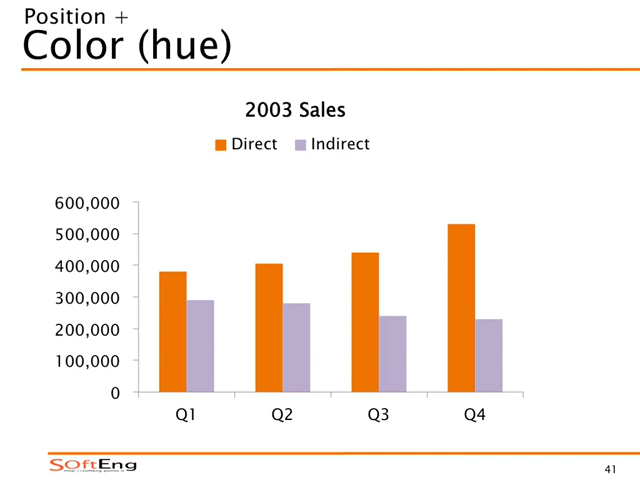 Position +
Color (hue)
2003 Sales
Direct
Indirect
600,000
500,000
400,000
300,000
200,000
100,000
0
Q1
Q2
Q3
Q4
SOftEng
41